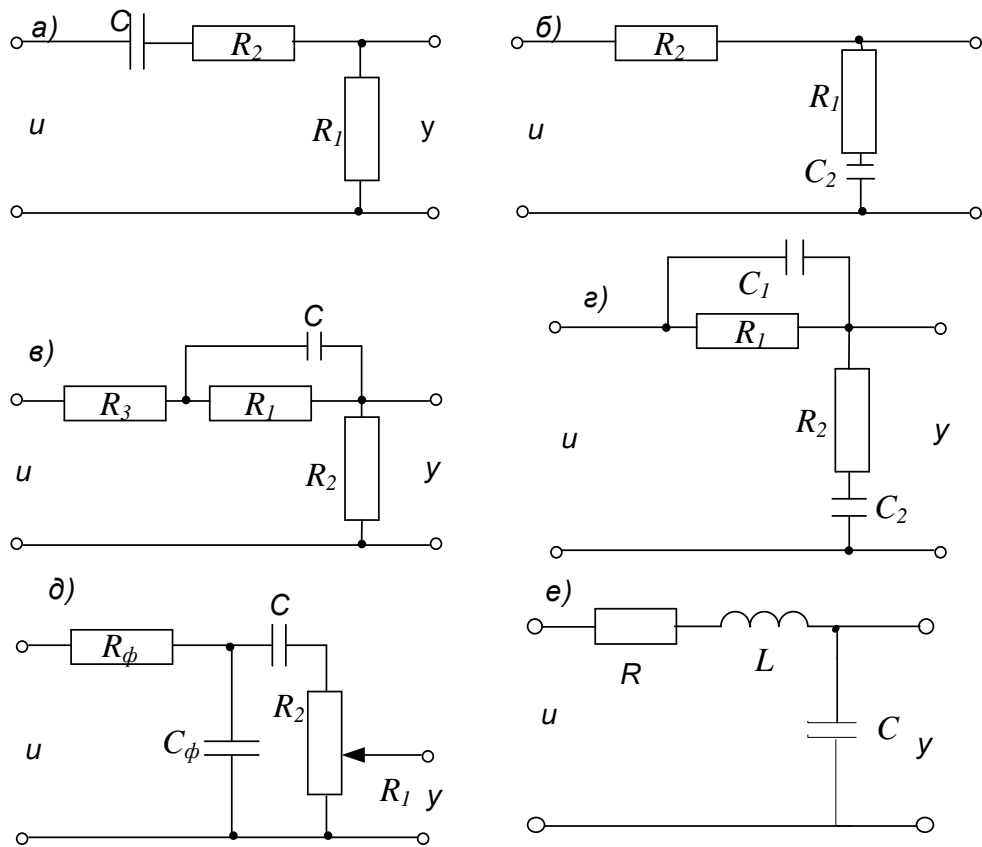 а)
C
R2
R1
u
y
б)
R2
R1
C2
u
в)
C
R3
R1
R2
u
y
г)
C1
R1
R2
C2
u
y
д)
C
Rф
R2
Cф
R1
u
y
е)
R
L
C
u
y